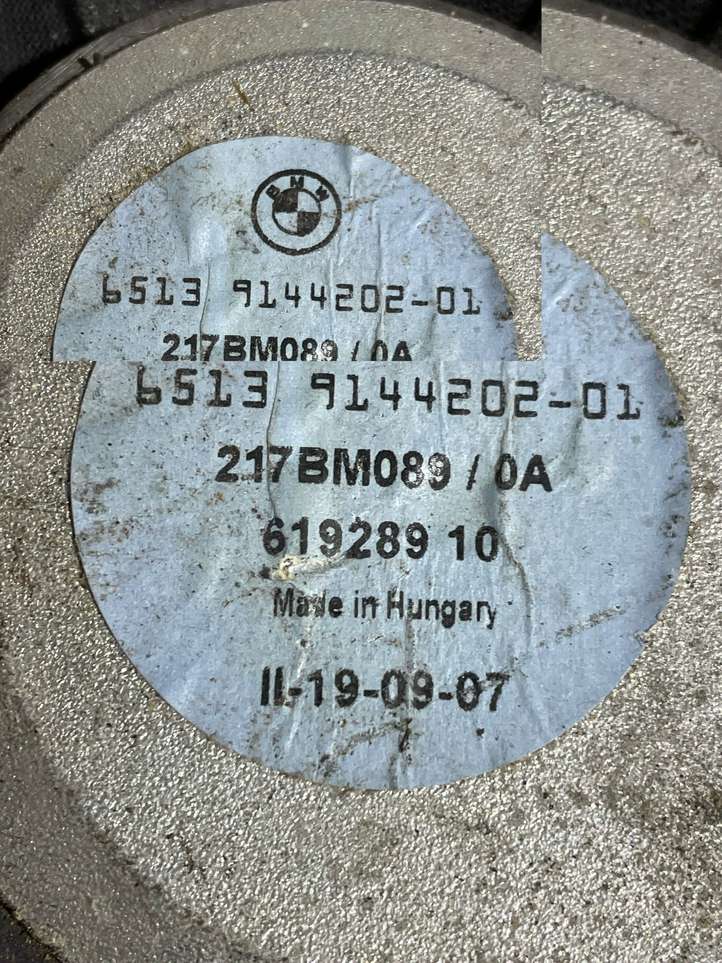 BMW
6513 9144202-01
217BM089 / 0A
6513 9144202-01
217BM089 / 0A
619289 10
Made in Hungary
II-19-09-07